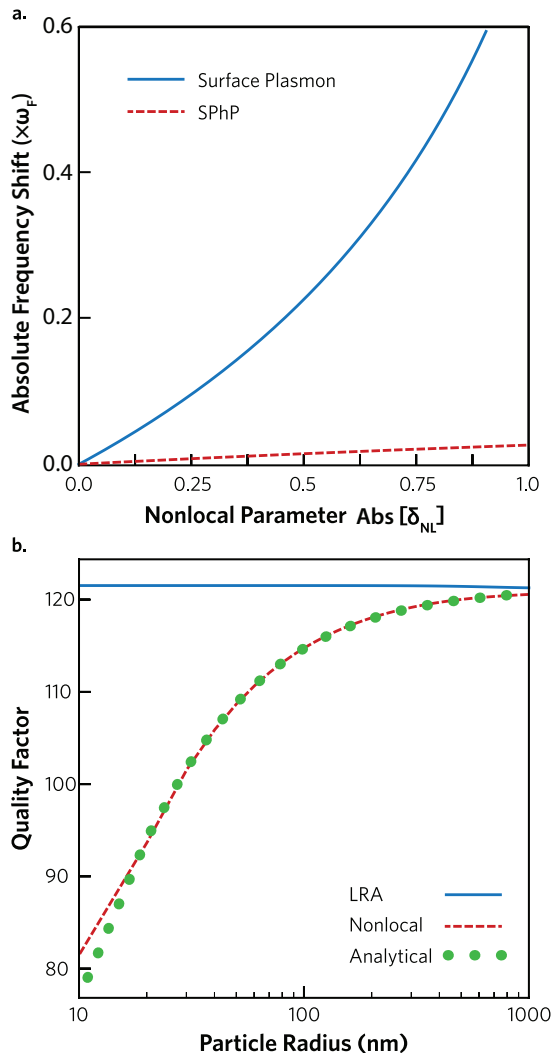 a.
0.6
Surface Plasmon
SPhP
0.4
Absolute Frequency Shift (×ω_F)
0.2
0.0
0.0 0.25 0.5 0.75 1.0
Nonlocal Parameter Abs [δ_NL]
b.
120
110
Quality Factor
100
90
LRA
Nonlocal
Analytical
80
10 100 1000
Particle Radius (nm)